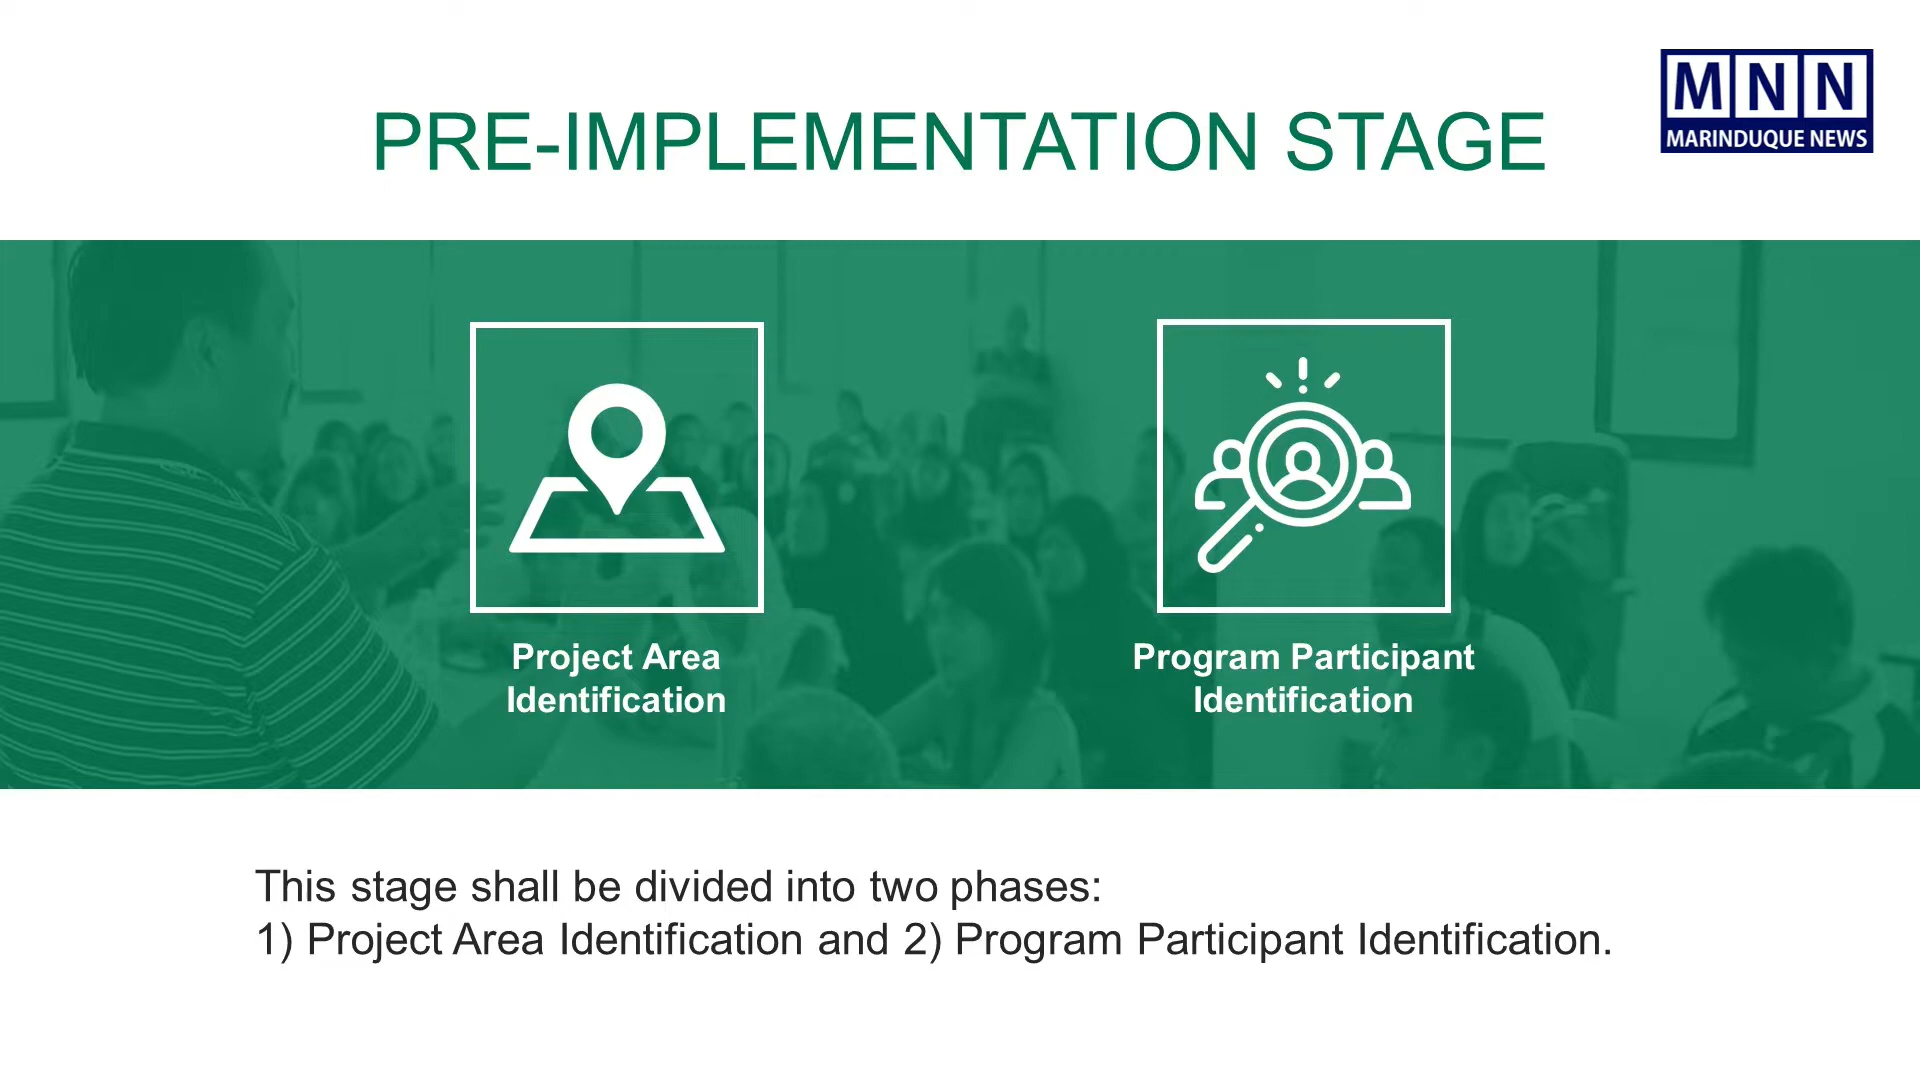 MNN
MARINDUQUE NEWS
PRE-IMPLEMENTATION STAGE
Project Area
Identification
Program Participant
Identification
This stage shall be divided into two phases:
1) Project Area Identification and 2) Program Participant Identification.